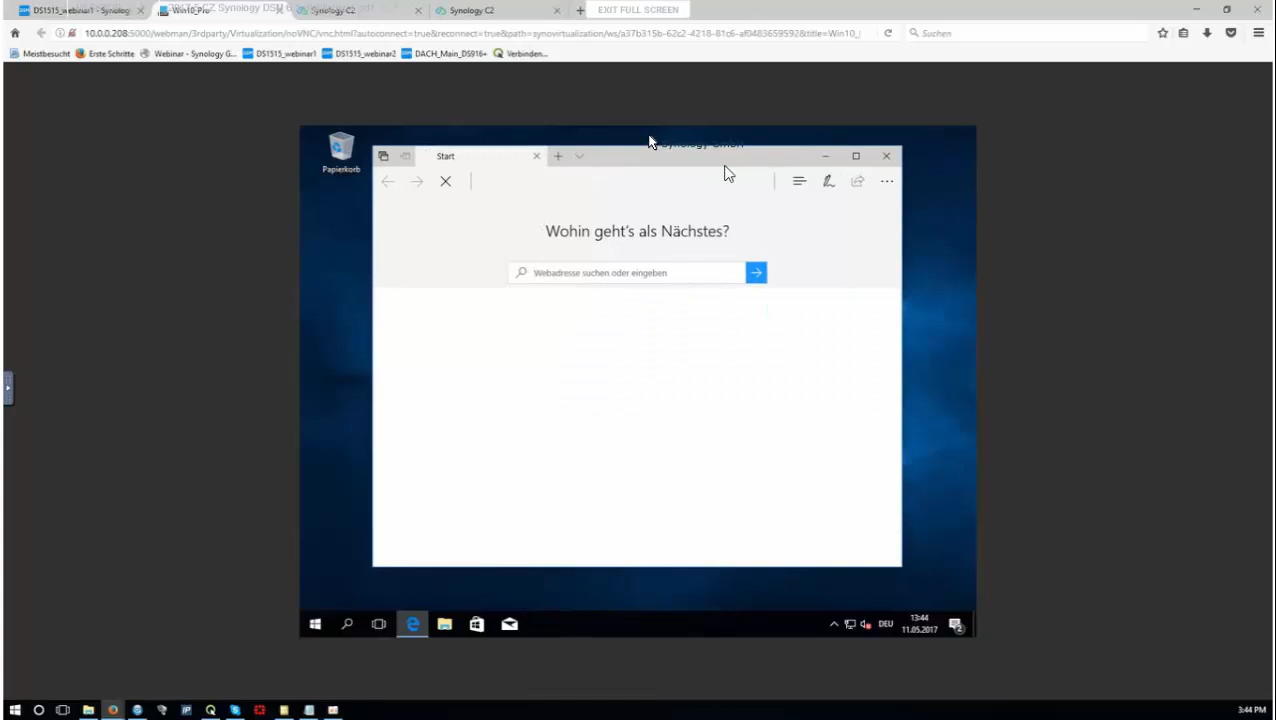 DS1515_webinar1 - Synolog
Win10_Pro
Synology C2
Synology C2
EXIT FULL SCREEN
10.0.0.208:5000/webman/3rdparty/Virtualization/noVNC/vnc.html?autoconnect=true&reconnect=true&path=synovirtualization/ws/a37b315b-62c2-4218-81c6-af0483659592&title=Win10_
Suchen
Meistbesucht
Erste Schritte
Webinar - Synology G...
DS1515_webinar1
DS1515_webinar2
DACH_Main_DS916+
Verbinden...
Papierkorb
Synology GmbH
Start
Wohin geht's als Nächstes?
Webadresse suchen oder eingeben
DEU
13:44
11.05.2017
2
3:44 PM